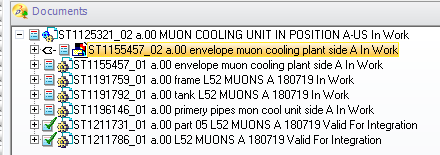 Documents
ST1125321_02 a.00 MUON COOLING UNIT IN POSITION A-US In Work
ST1155457_02 a.00 envelope muon cooling plant side A In Work
ST1155457_01 a.00 envelope muon cooling plant side A In Work
ST1191759_01 a.00 frame L52 MUONS A 180719 In Work
ST1191792_01 a.00 tank L52 MUONS A 180719 In Work
ST1196146_01 a.00 primery pipes mon cool unit side A In Work
ST1211731_01 a.00 part 05 L52 MUONS A 180719 Valid For Integration
ST1211786_01 a.00 L52 MUONS A 180719 Valid For Integration